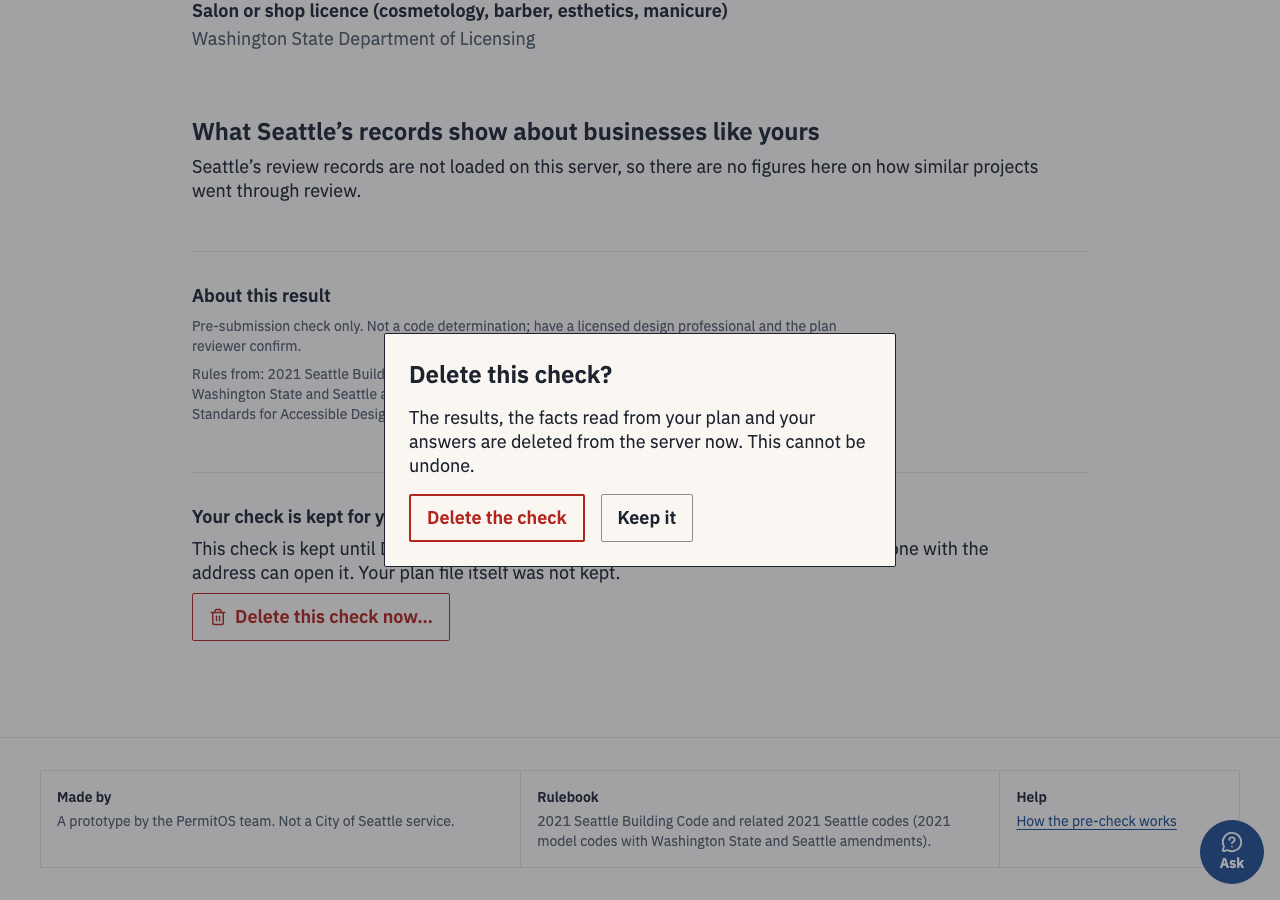 Salon or shop licence (cosmetology, barber, esthetics, manicure)
Washington State Department of Licensing
What Seattle’s records show about businesses like yours
Seattle’s review records are not loaded on this server, so there are no figures here on how similar projects
went through review.
About this result
Pre-submission check only. Not a code determination; have a licensed design professional and the plan
reviewer confirm.
Rules from: 2021 Seattle
Washington State and Seattle
Standards for Accessible
Delete this check?
The results, the facts read from your plan and your
answers are deleted from the server now. This cannot be
undone.
Delete the check
Keep it
Your check is kept for
This check is kept until
with the
address can open it. Your plan file itself was not kept.
Delete this check now…
Made by
A prototype by the PermitOS team. Not a City of Seattle service.
Rulebook
2021 Seattle Building Code and related 2021 Seattle codes (2021
model codes with Washington State and Seattle amendments).
Help
How the pre-check works
Ask